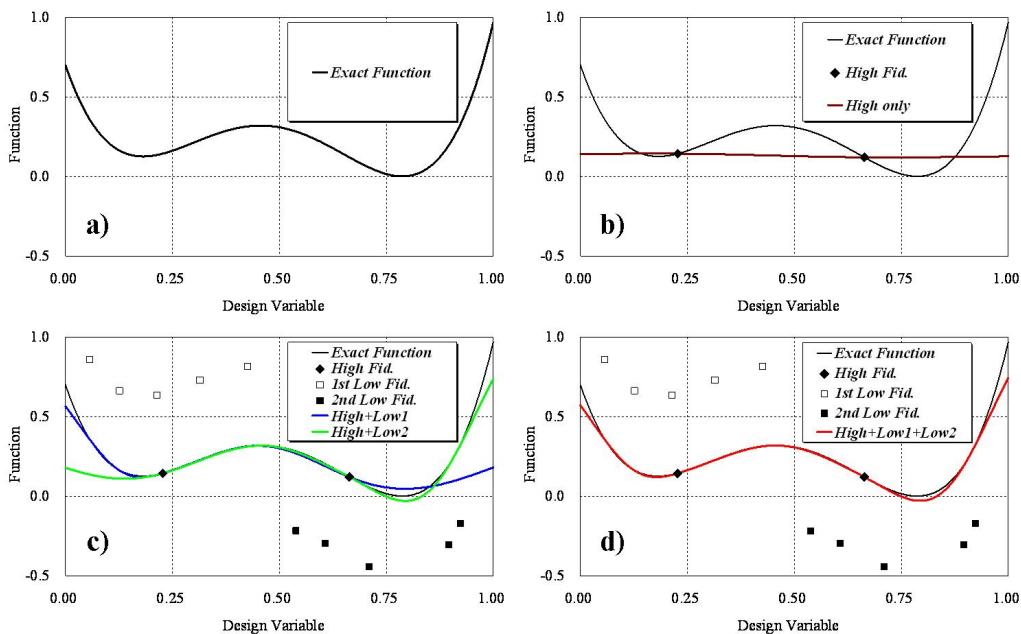 1.0
0.5
0.0
-0.5
Function
Exact Function
a)
0.00
0.25
0.50
0.75
1.00
Design Variable
1.0
0.5
0.0
-0.5
Function
Exact Function
High Fid.
High only
b)
0.00
0.25
0.50
0.75
1.00
Design Variable
1.0
0.5
0.0
-0.5
Function
Exact Function
High Fid.
1st Low Fid.
2nd Low Fid.
High+Low1
High+Low2
c)
0.00
0.25
0.50
0.75
1.00
Design Variable
1.0
0.5
0.0
-0.5
Function
Exact Function
High Fid.
1st Low Fid.
2nd Low Fid.
High+Low1+Low2
d)
0.00
0.25
0.50
0.75
1.00
Design Variable